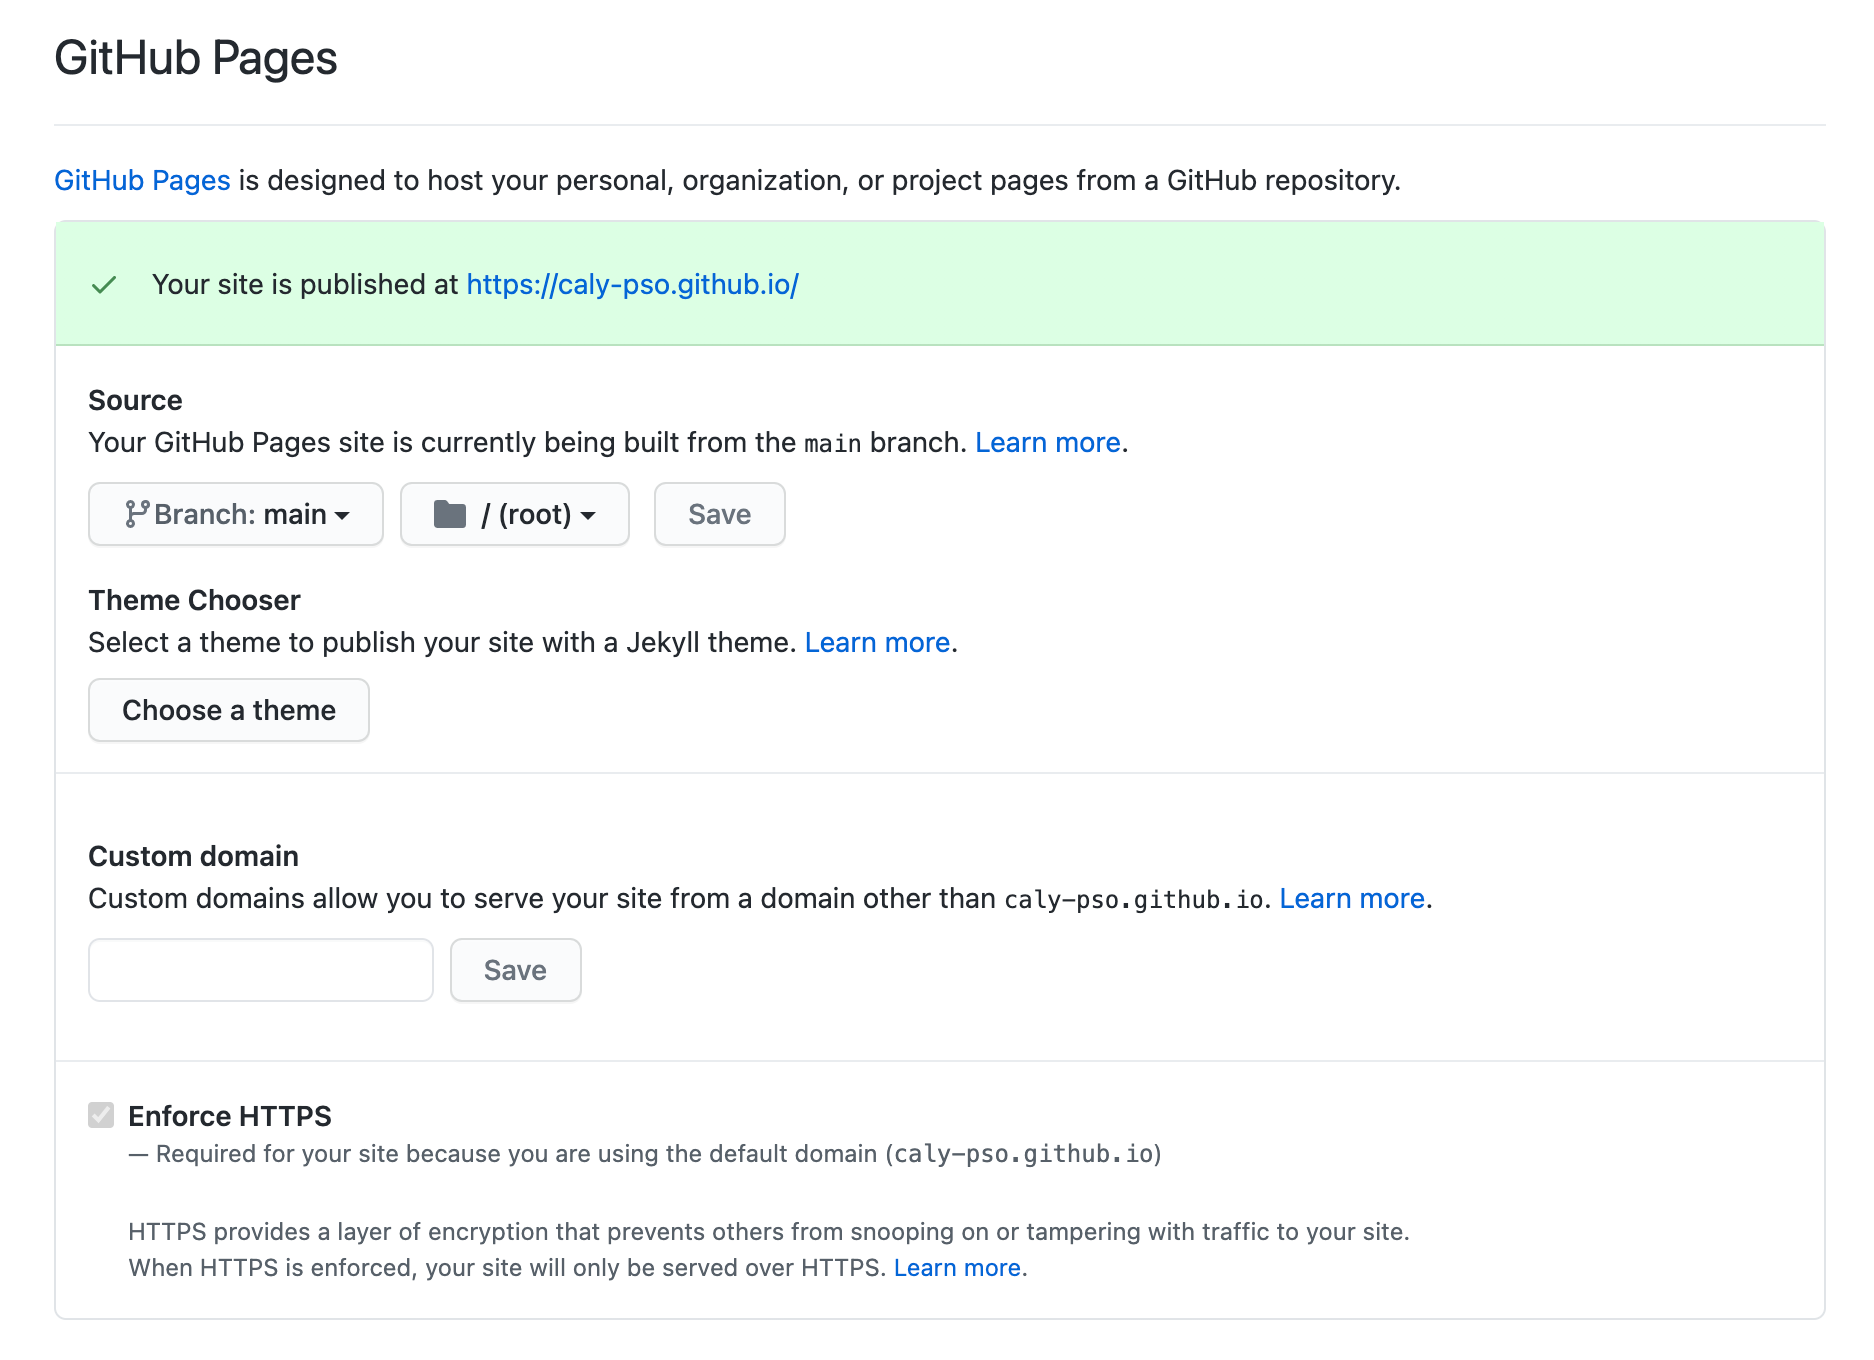 GitHub Pages
GitHub Pages is designed to host your personal, organization, or project pages from a GitHub repository.
Your site is published at https://caly-pso.github.io/
Source
Your GitHub Pages site is currently being built from the main branch. Learn more.
Branch: main
/ (root)
Save
Theme Chooser
Select a theme to publish your site with a Jekyll theme. Learn more.
Choose a theme
Custom domain
Custom domains allow you to serve your site from a domain other than caly-pso.github.io. Learn more.
Save
Enforce HTTPS
— Required for your site because you are using the default domain (caly-pso.github.io)
HTTPS provides a layer of encryption that prevents others from snooping on or tampering with traffic to your site.
When HTTPS is enforced, your site will only be served over HTTPS. Learn more.